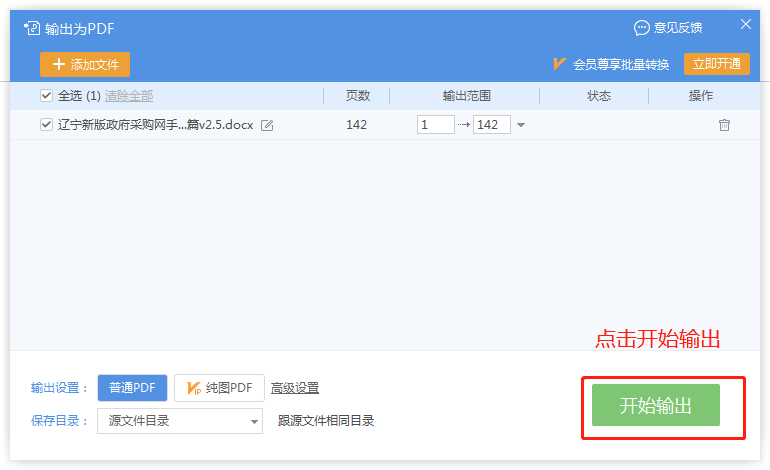 输出为PDF
意见反馈
添加文件
会员尊享批量转换
立即开通
全选 (1) 清除全部
页数
输出范围
状态
操作
辽宁新版政府采购网手...篇v2.5.docx
142
1
142
点击开始输出
输出设置：
普通PDF
VIP
纯图PDF
高级设置
开始输出
保存目录：
源文件目录
跟源文件相同目录